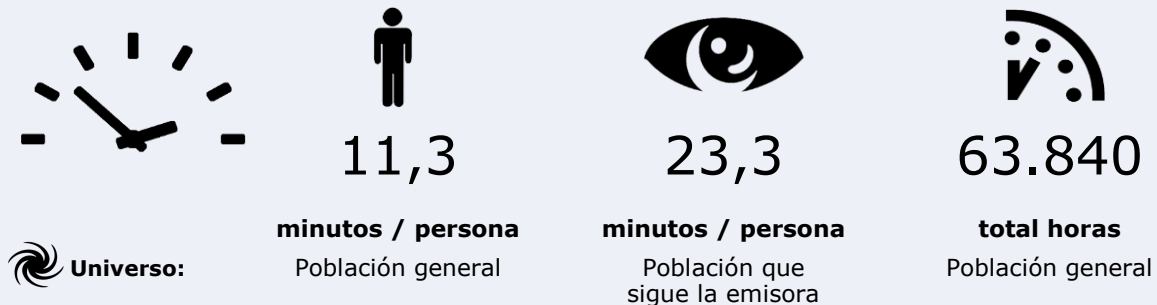 11,3
23,3
63.840
minutos / persona
minutos / persona
total horas
Universo:
Población general
Población que
sigue la emisora
Población general